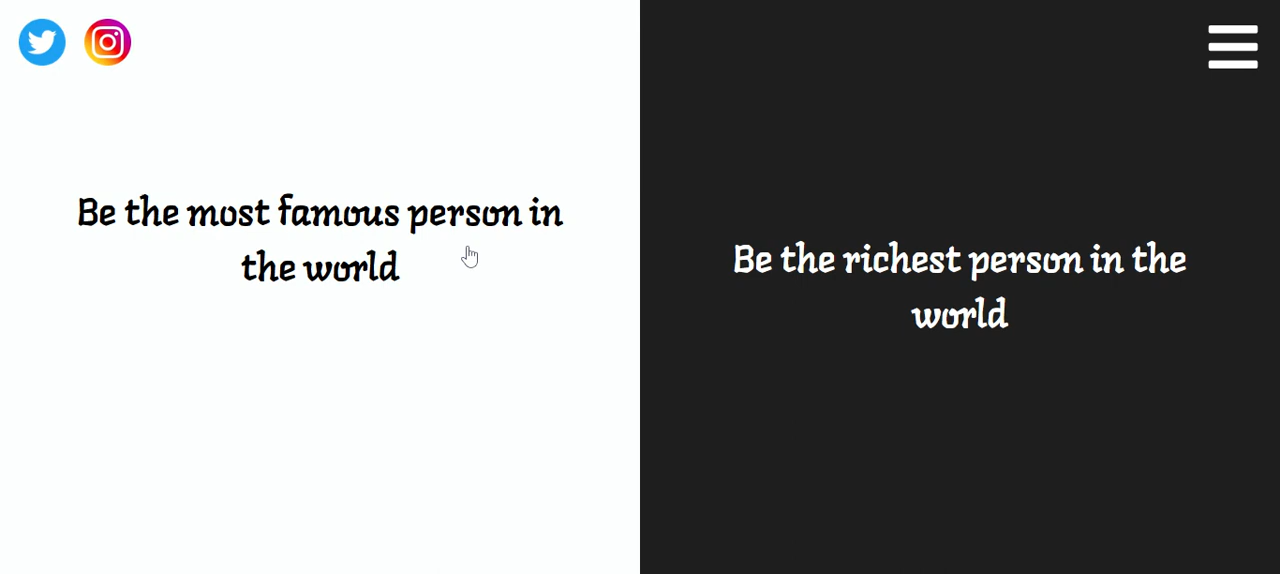 Be the most famous person in
the world
Be the richest person in the
world